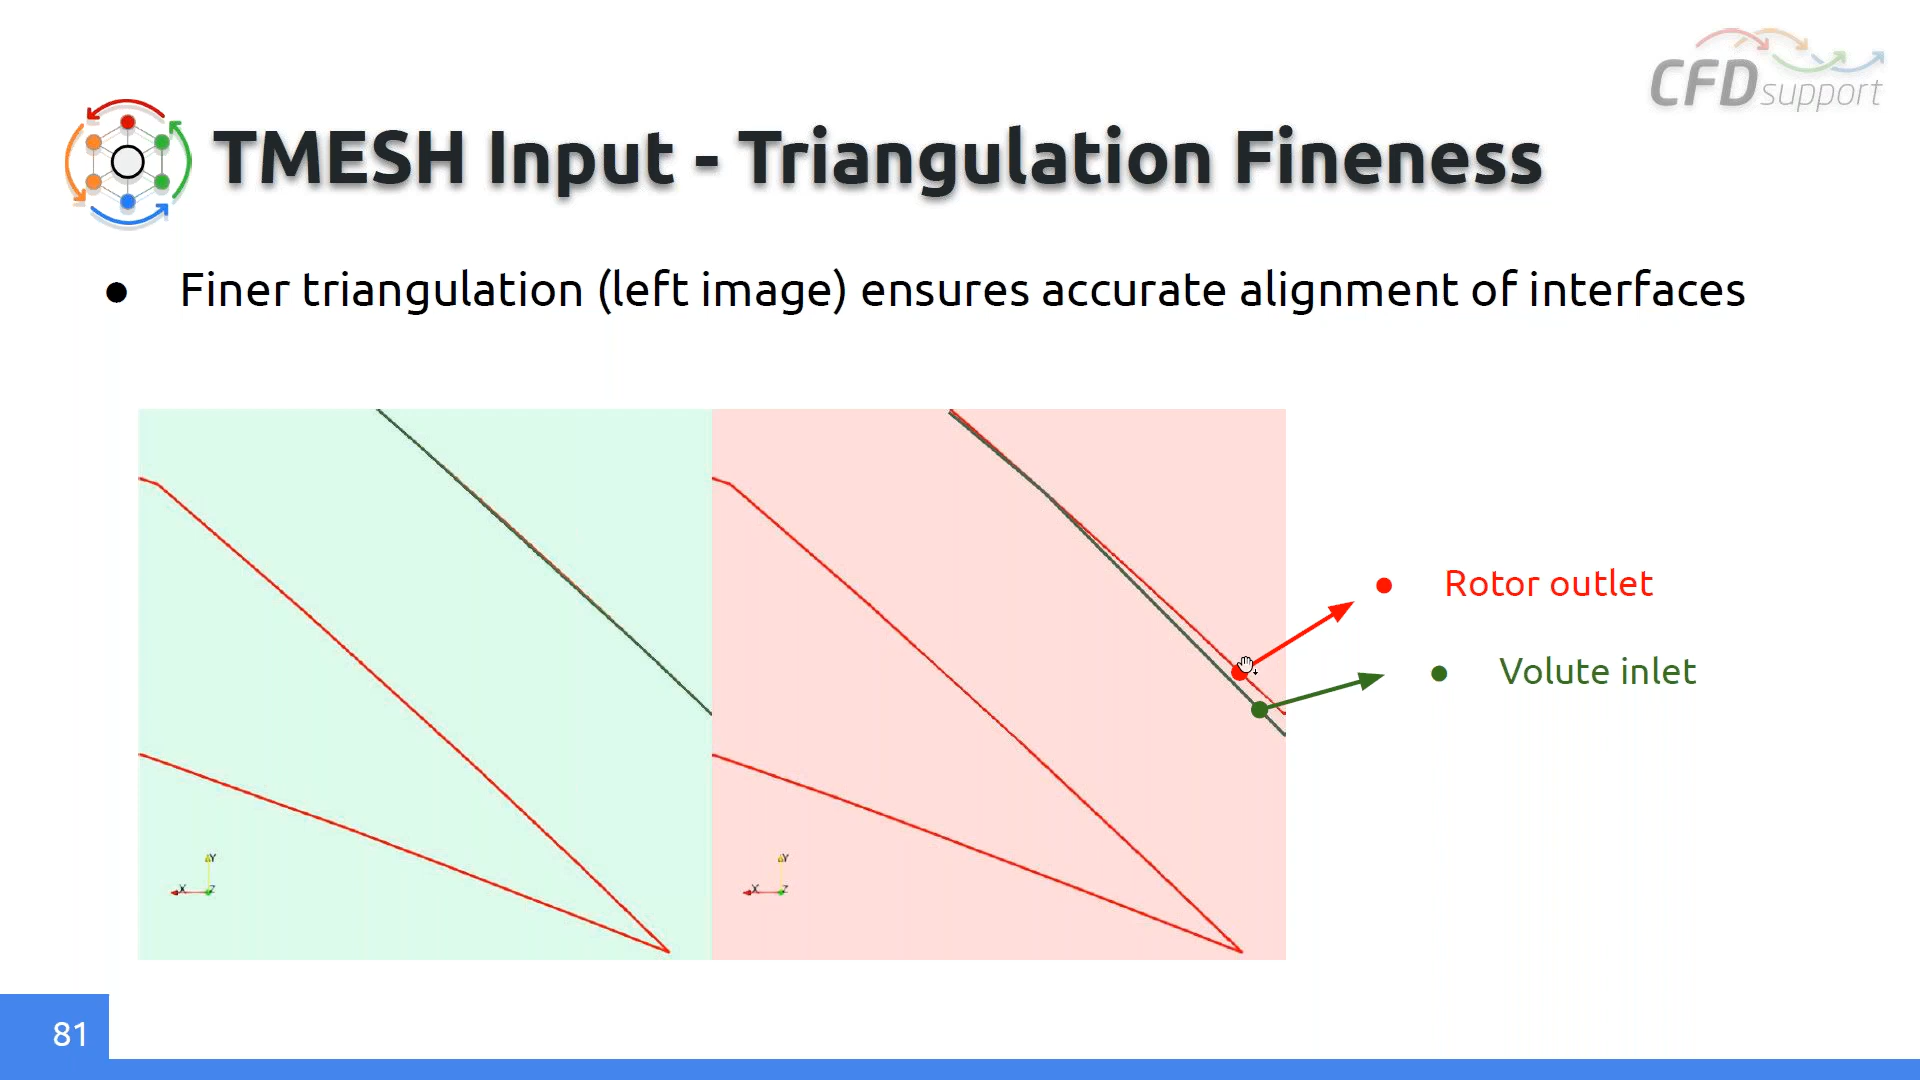 CFDsupport
TMESH Input - Triangulation Fineness
● Finer triangulation (left image) ensures accurate alignment of interfaces
● Rotor outlet
● Volute inlet
Y
X Z
Y
X Z
81